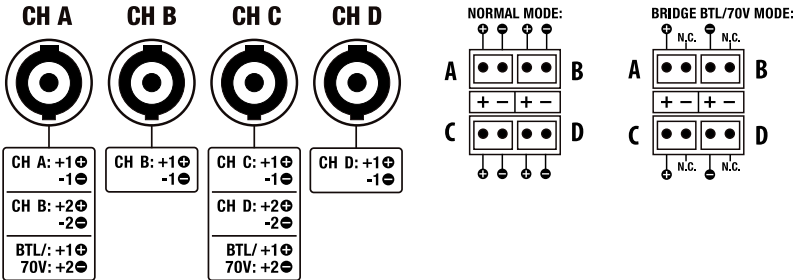 CH A CH B CH C CH D
CH A: +1⊕
-1⊖
CH B: +2⊕
-2⊖
BTL/: +1⊕
70V: +2⊖
CH B: +1⊕
-1⊖
CH C: +1⊕
-1⊖
CH D: +2⊕
-2⊖
BTL/ +1⊕
70V: +2⊖
CH D: +1⊕
-1⊖
NORMAL MODE:
⊕ ⊖ ⊕ ⊖
A B
+ − + −
C D
⊕ ⊖ ⊕ ⊖
BRIDGE BTL/70V MODE:
⊕ N.C. ⊖ N.C.
A B
+ − + −
C D
⊕ N.C. ⊖ N.C.